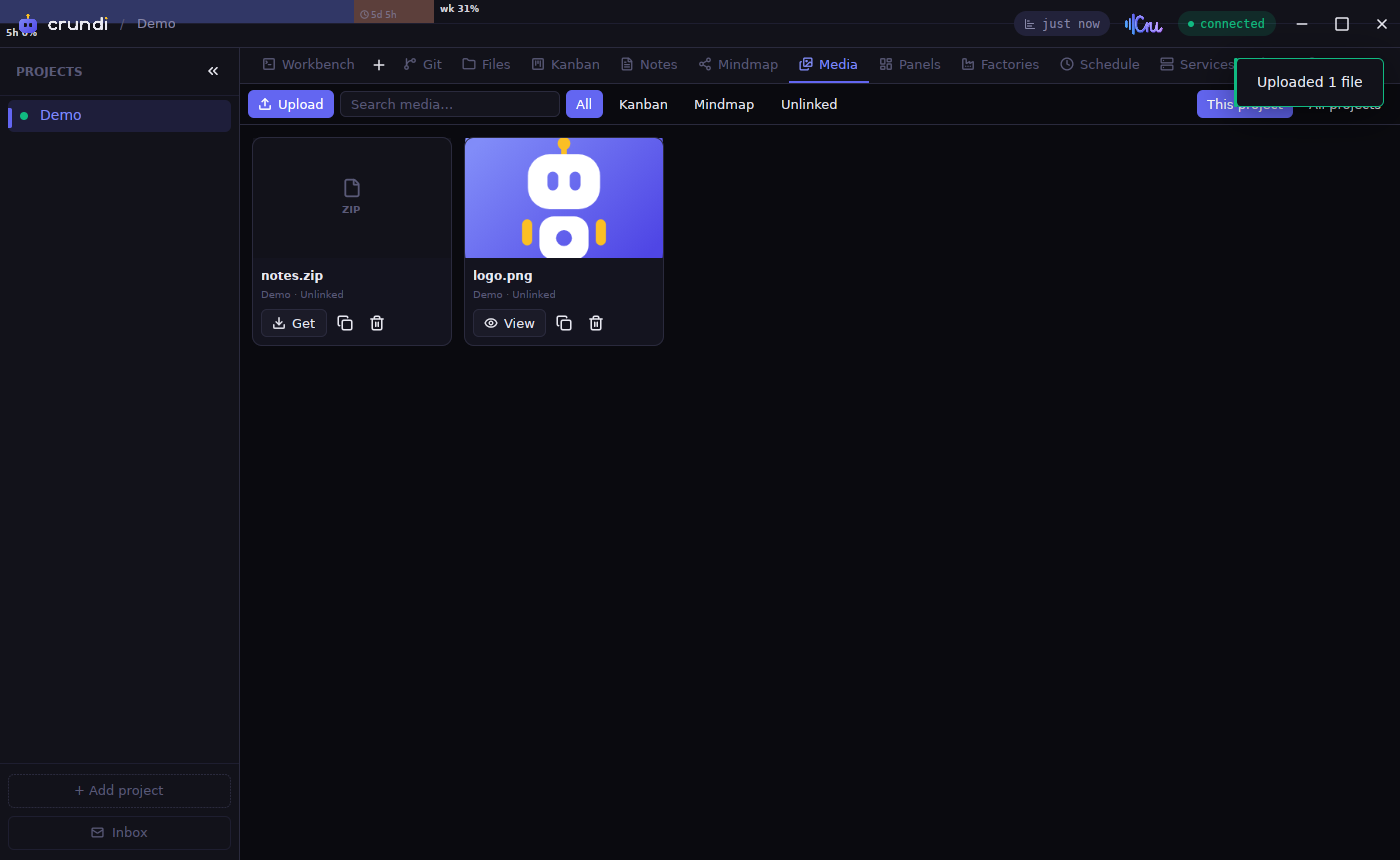 5d 5h
wk 31%
crundi / Demo
just now
Cru
connected
PROJECTS
Workbench
Git
Files
Kanban
Notes
Mindmap
Media
Panels
Factories
Schedule
Services
Uploaded 1 file
Demo
Upload
Search media...
All
Kanban
Mindmap
Unlinked
This project
All projects
ZIP
notes.zip
Demo · Unlinked
Get
logo.png
Demo · Unlinked
View
+ Add project
Inbox